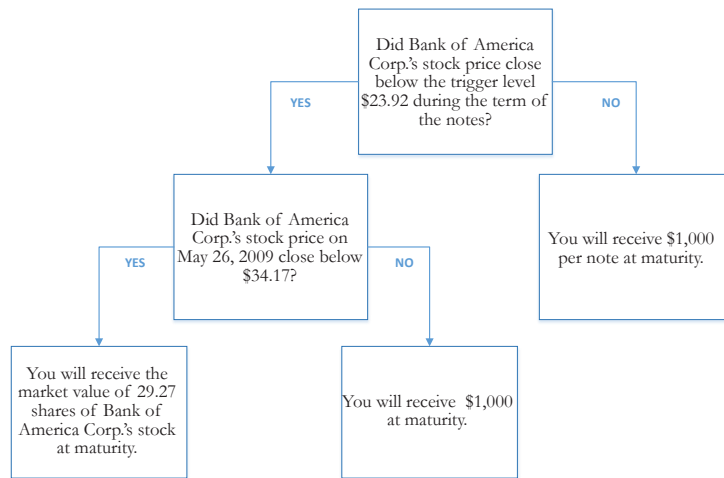 Did Bank of America
Corp.'s stock price close
below the trigger level
$23.92 during the term of
the notes?
YES
NO
Did Bank of America
Corp.'s stock price on
May 26, 2009 close below
$34.17?
You will receive $1,000
per note at maturity.
YES
NO
You will receive the
market value of 29.27
shares of Bank of
America Corp.'s stock
at maturity.
You will receive $1,000
at maturity.